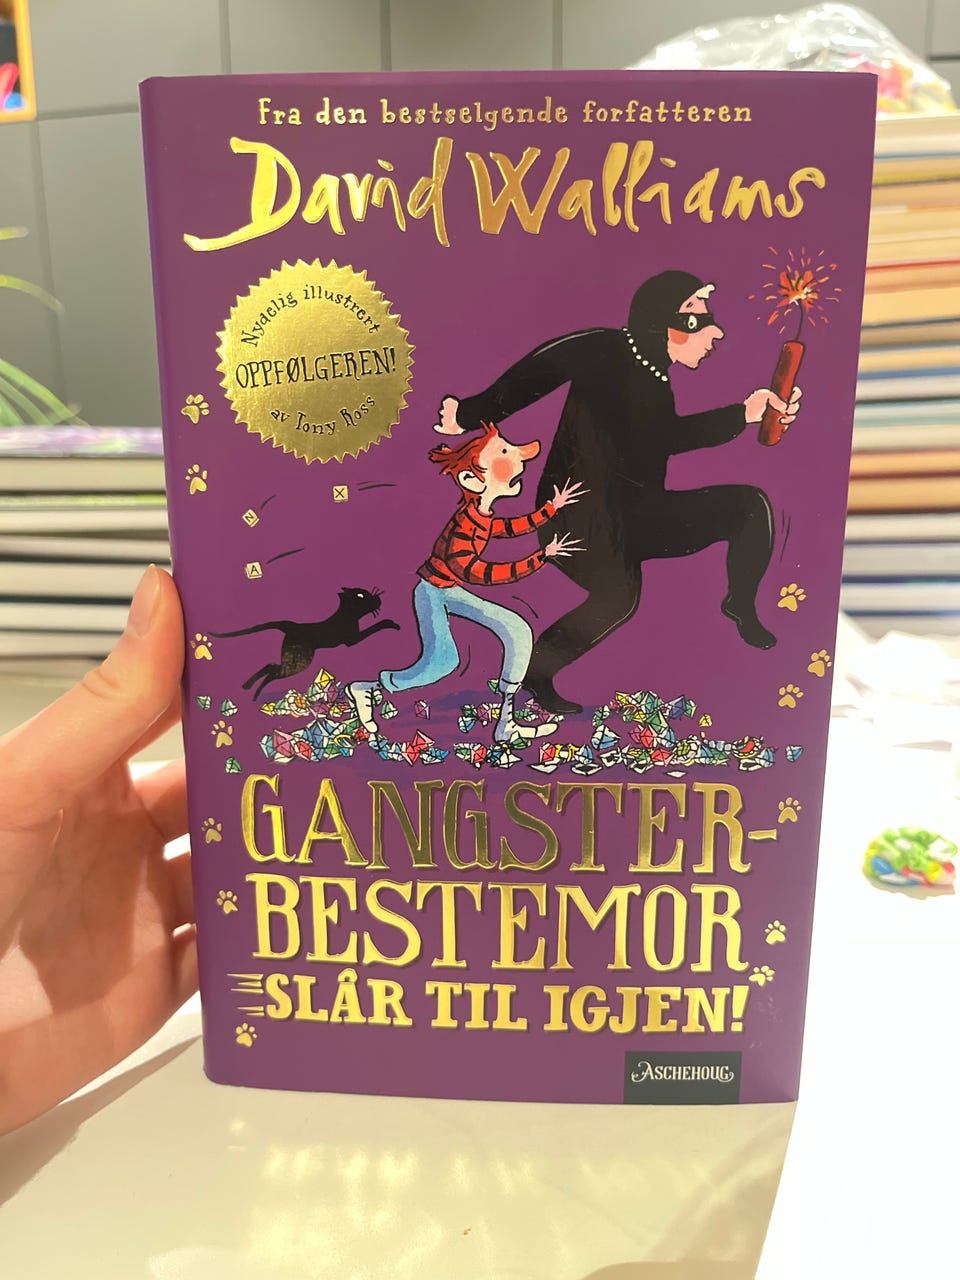 Fra den bestselgende forfatteren
David Walliams
Nydelig illustrert
OPPFØLGEREN!
av Tony Ross
X
N
A
GANGSTER-
BESTEMOR
SLÅR TIL IGJEN!
ASCHEHOUG